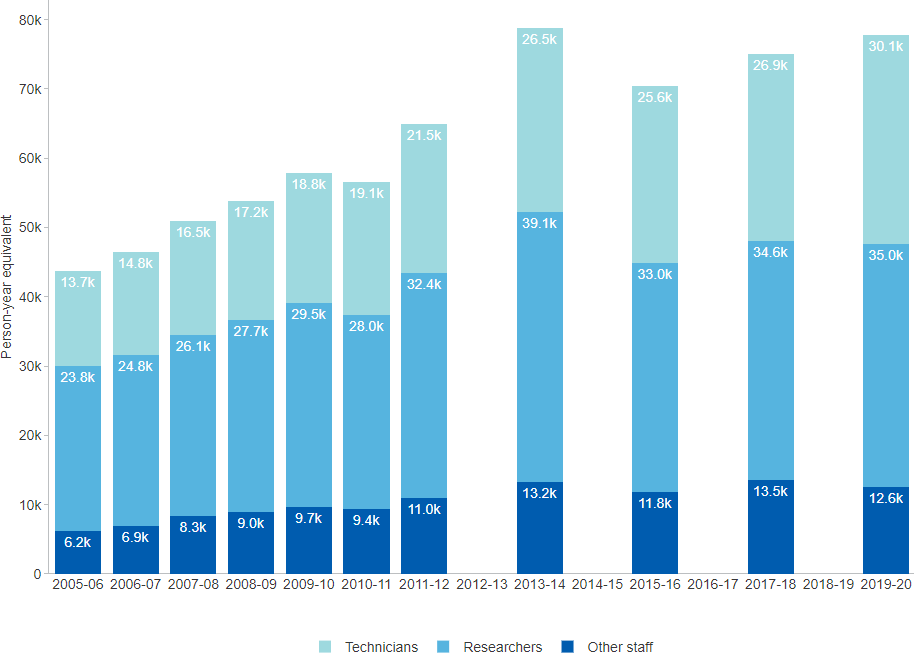 80k
70k
60k
50k
40k
30k
20k
10k
0
Person-year equivalent
13.7k 14.8k 16.5k 17.2k 18.8k 19.1k 21.5k 26.5k 25.6k 26.9k 30.1k
23.8k 24.8k 26.1k 27.7k 29.5k 28.0k 32.4k 39.1k 33.0k 34.6k 35.0k
6.2k 6.9k 8.3k 9.0k 9.7k 9.4k 11.0k 13.2k 11.8k 13.5k 12.6k
2005-06 2006-07 2007-08 2008-09 2009-10 2010-11 2011-12 2012-13 2013-14 2014-15 2015-16 2016-17 2017-18 2018-19 2019-20
Technicians Researchers Other staff